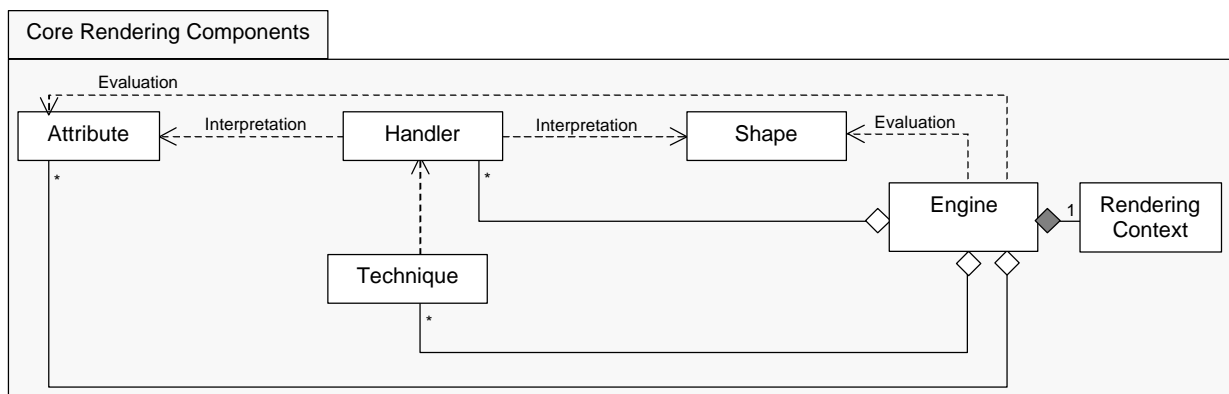 Core Rendering Components
Evaluation
Attribute
Interpretation
Handler
Interpretation
Shape
Evaluation
*
*
Engine
1
Rendering
Context
Technique
*